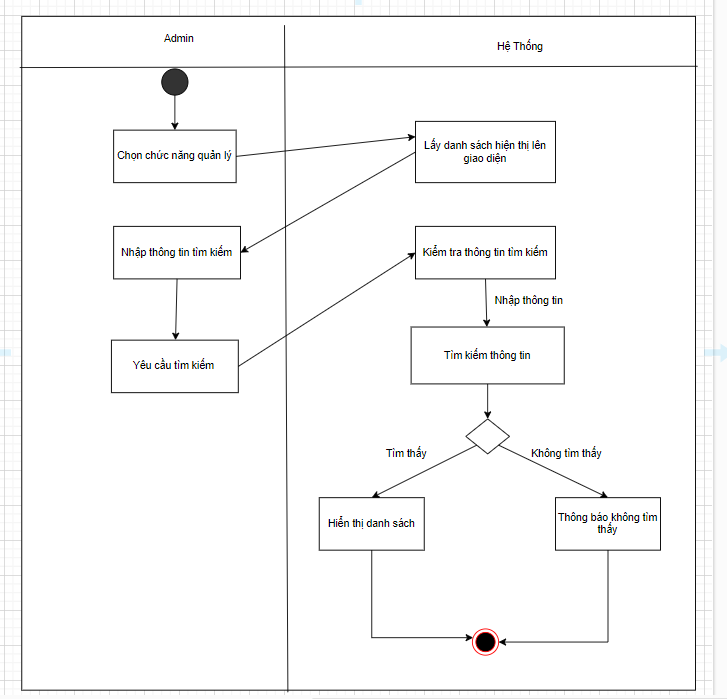 Admin
Hệ Thống
Chọn chức năng quản lý
Lấy danh sách hiện thị lên
giao diện
Nhập thông tin tìm kiếm
Kiểm tra thông tin tìm kiếm
Nhập thông tin
Yêu cầu tìm kiếm
Tìm kiếm thông tin
Tìm thấy
Không tìm thấy
Hiển thị danh sách
Thông báo không tìm
thấy